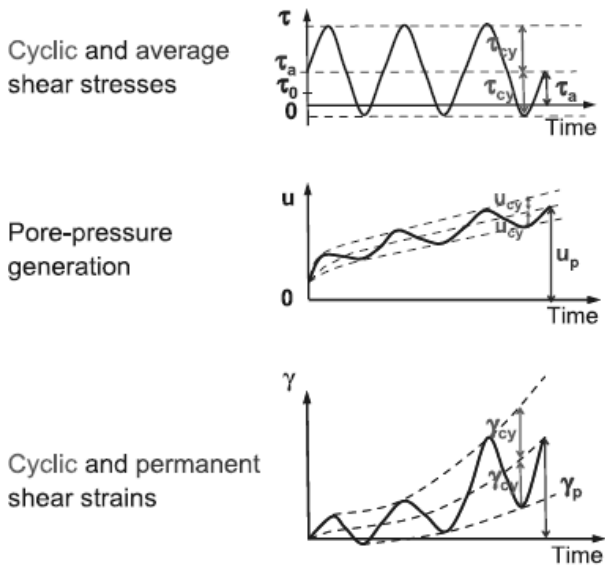 τ
Cyclic and average
shear stresses
τcy
τa
τ0
τcy
τa
0
Time
u
ucy
ucy
Pore-pressure
generation
up
0
Time
γ
γcy
Cyclic and permanent
shear strains
γcy
γp
Time